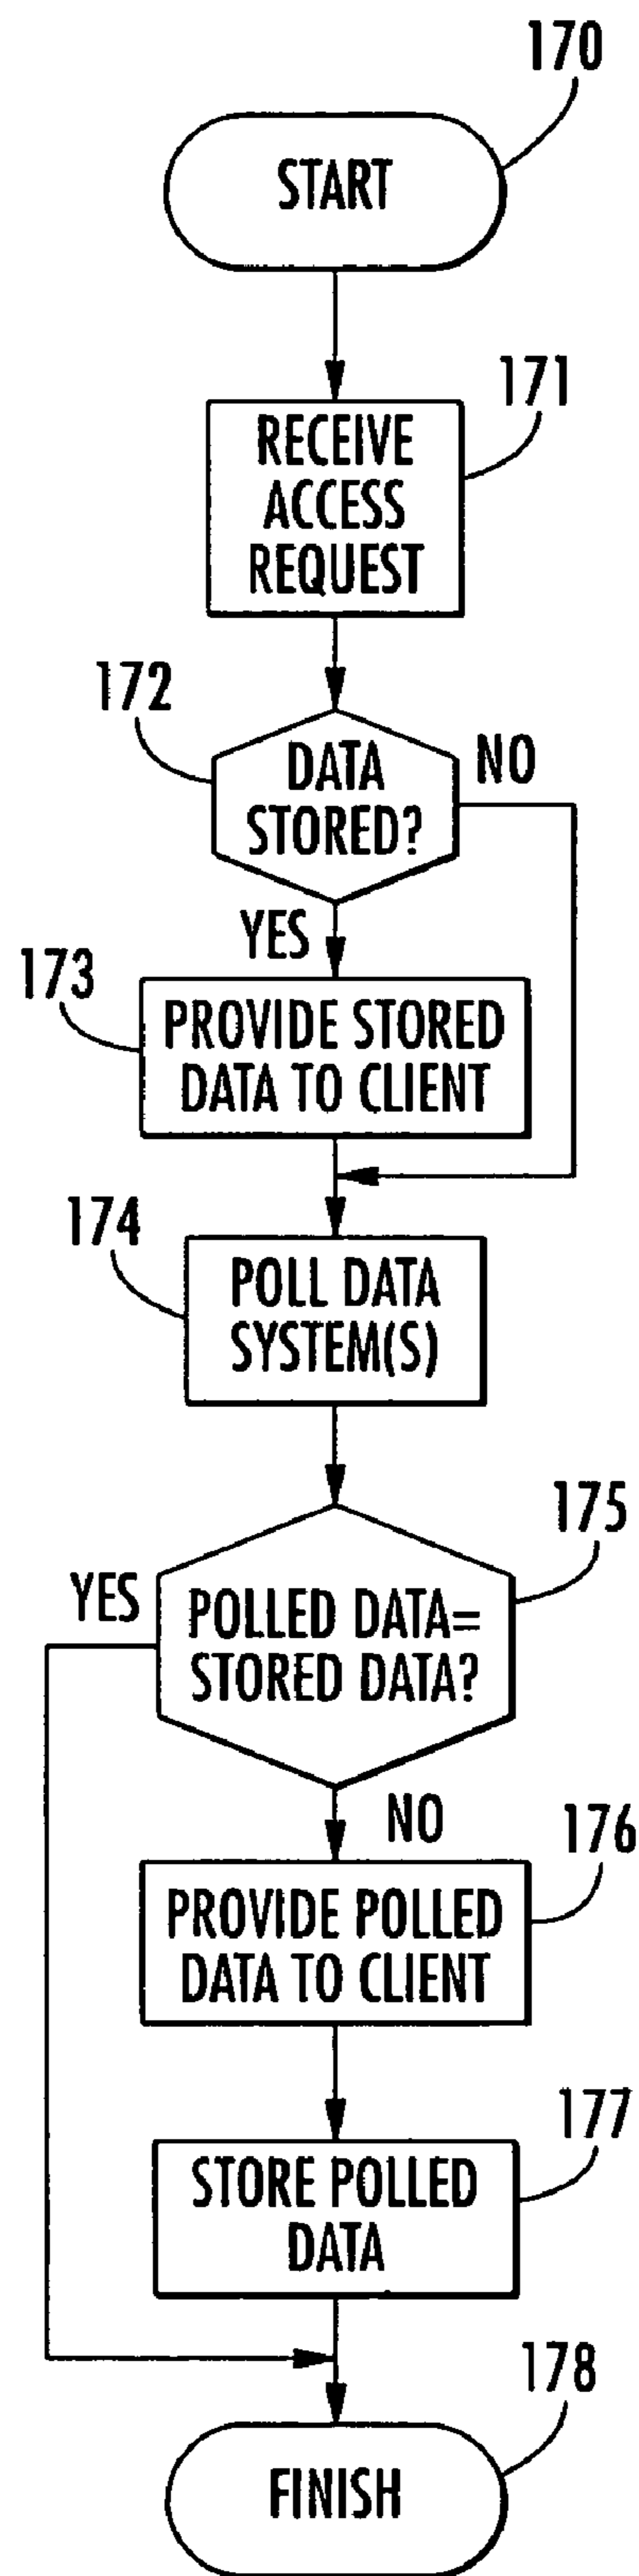 170
START
171
RECEIVE
ACCESS
REQUEST
172
DATA
STORED?
NO
YES
173
PROVIDE STORED
DATA TO CLIENT
174
POLL DATA
SYSTEM(S)
175
YES
POLLED DATA=
STORED DATA?
NO
176
PROVIDE POLLED
DATA TO CLIENT
177
STORE POLLED
DATA
178
FINISH